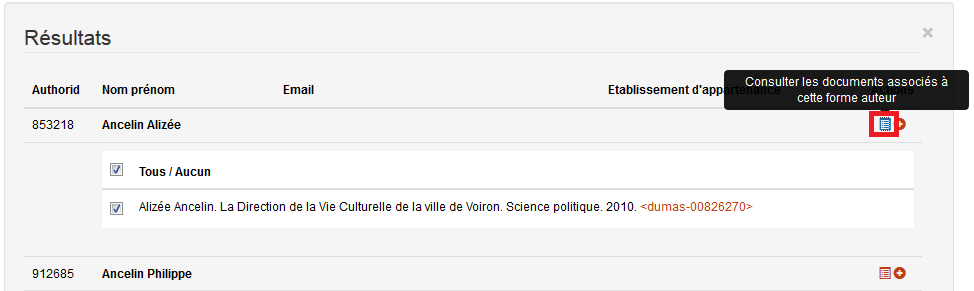 Résultats
×
Authorid Nom prénom Email Etablissement d'appartenance
Consulter les documents associés à
cette forme auteur
853218 Ancelin Alizée
Tous / Aucun
Alizée Ancelin. La Direction de la Vie Culturelle de la ville de Voiron. Science politique. 2010. <dumas-00826270>
912685 Ancelin Philippe